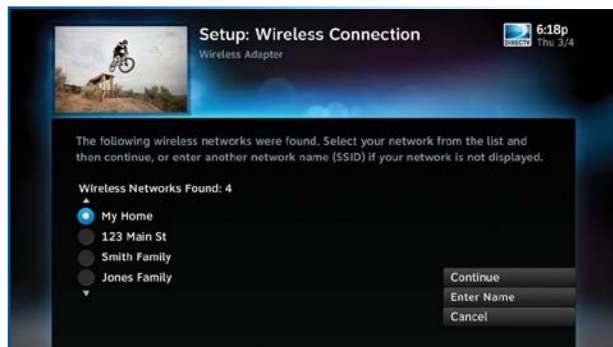 Setup: Wireless Connection
Wireless Adapter
DIRECTV
6:18p
Thu 3/4
The following wireless networks were found. Select your network from the list and
then continue, or enter another network name (SSID) if your network is not displayed.
Wireless Networks Found: 4
My Home
123 Main St
Smith Family
Jones Family
Continue
Enter Name
Cancel